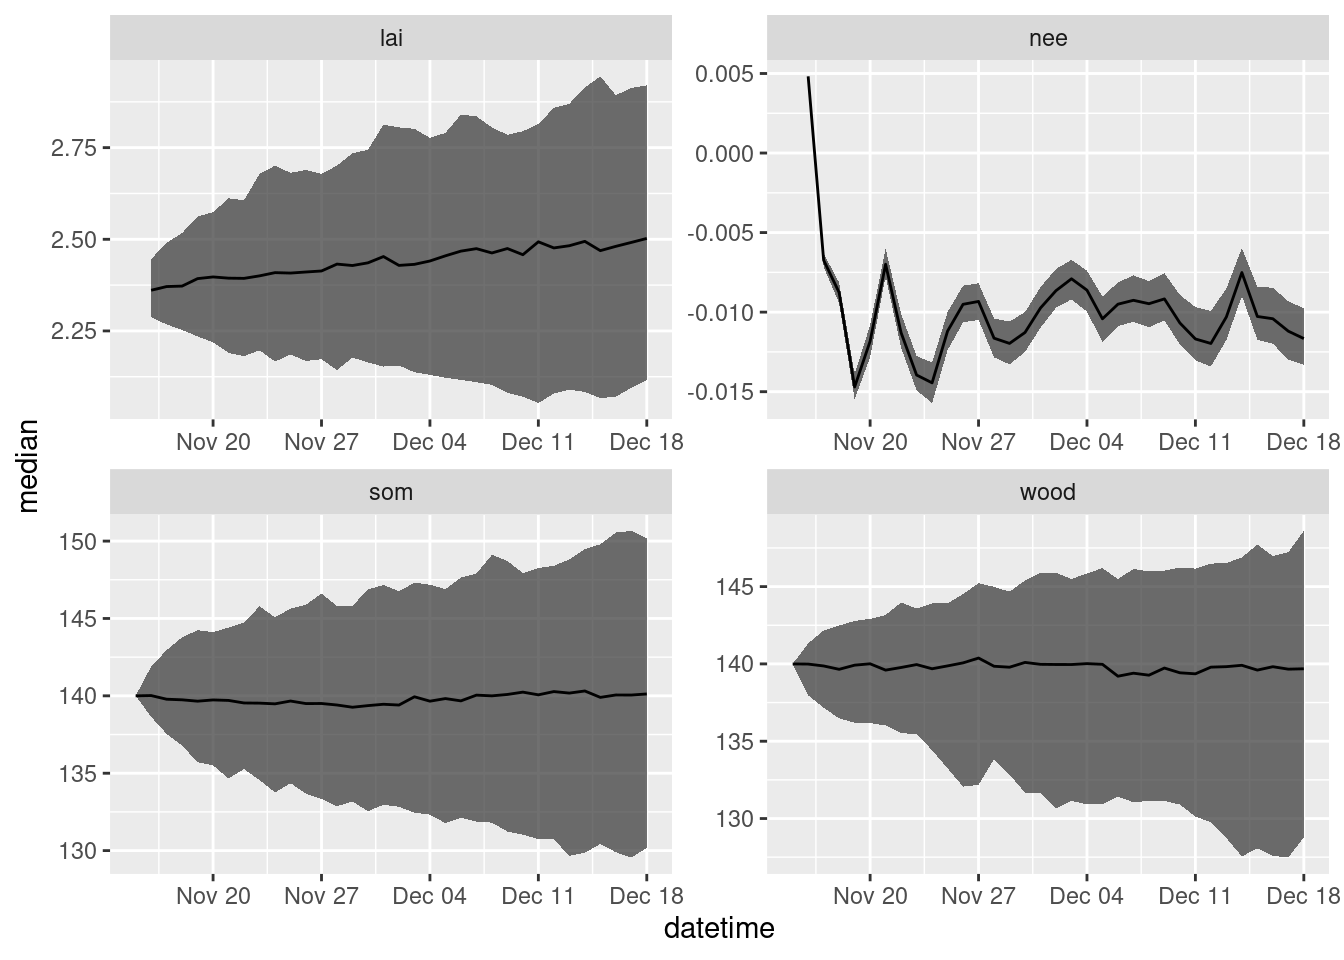 lai
nee
2.75
2.50
2.25
0.005
0.000
-0.005
-0.010
-0.015
Nov 20 Nov 27 Dec 04 Dec 11 Dec 18
Nov 20 Nov 27 Dec 04 Dec 11 Dec 18
median
som
wood
150
145
140
135
130
145
140
135
130
Nov 20 Nov 27 Dec 04 Dec 11 Dec 18
Nov 20 Nov 27 Dec 04 Dec 11 Dec 18
datetime